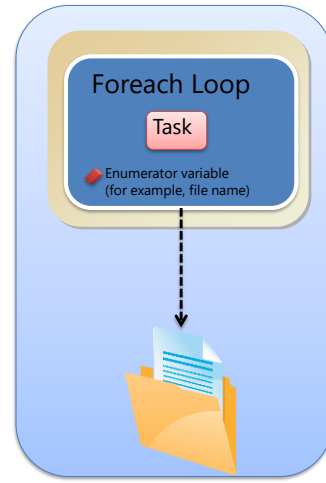 Foreach Loop
Task
Enumerator variable
(for example, file name)